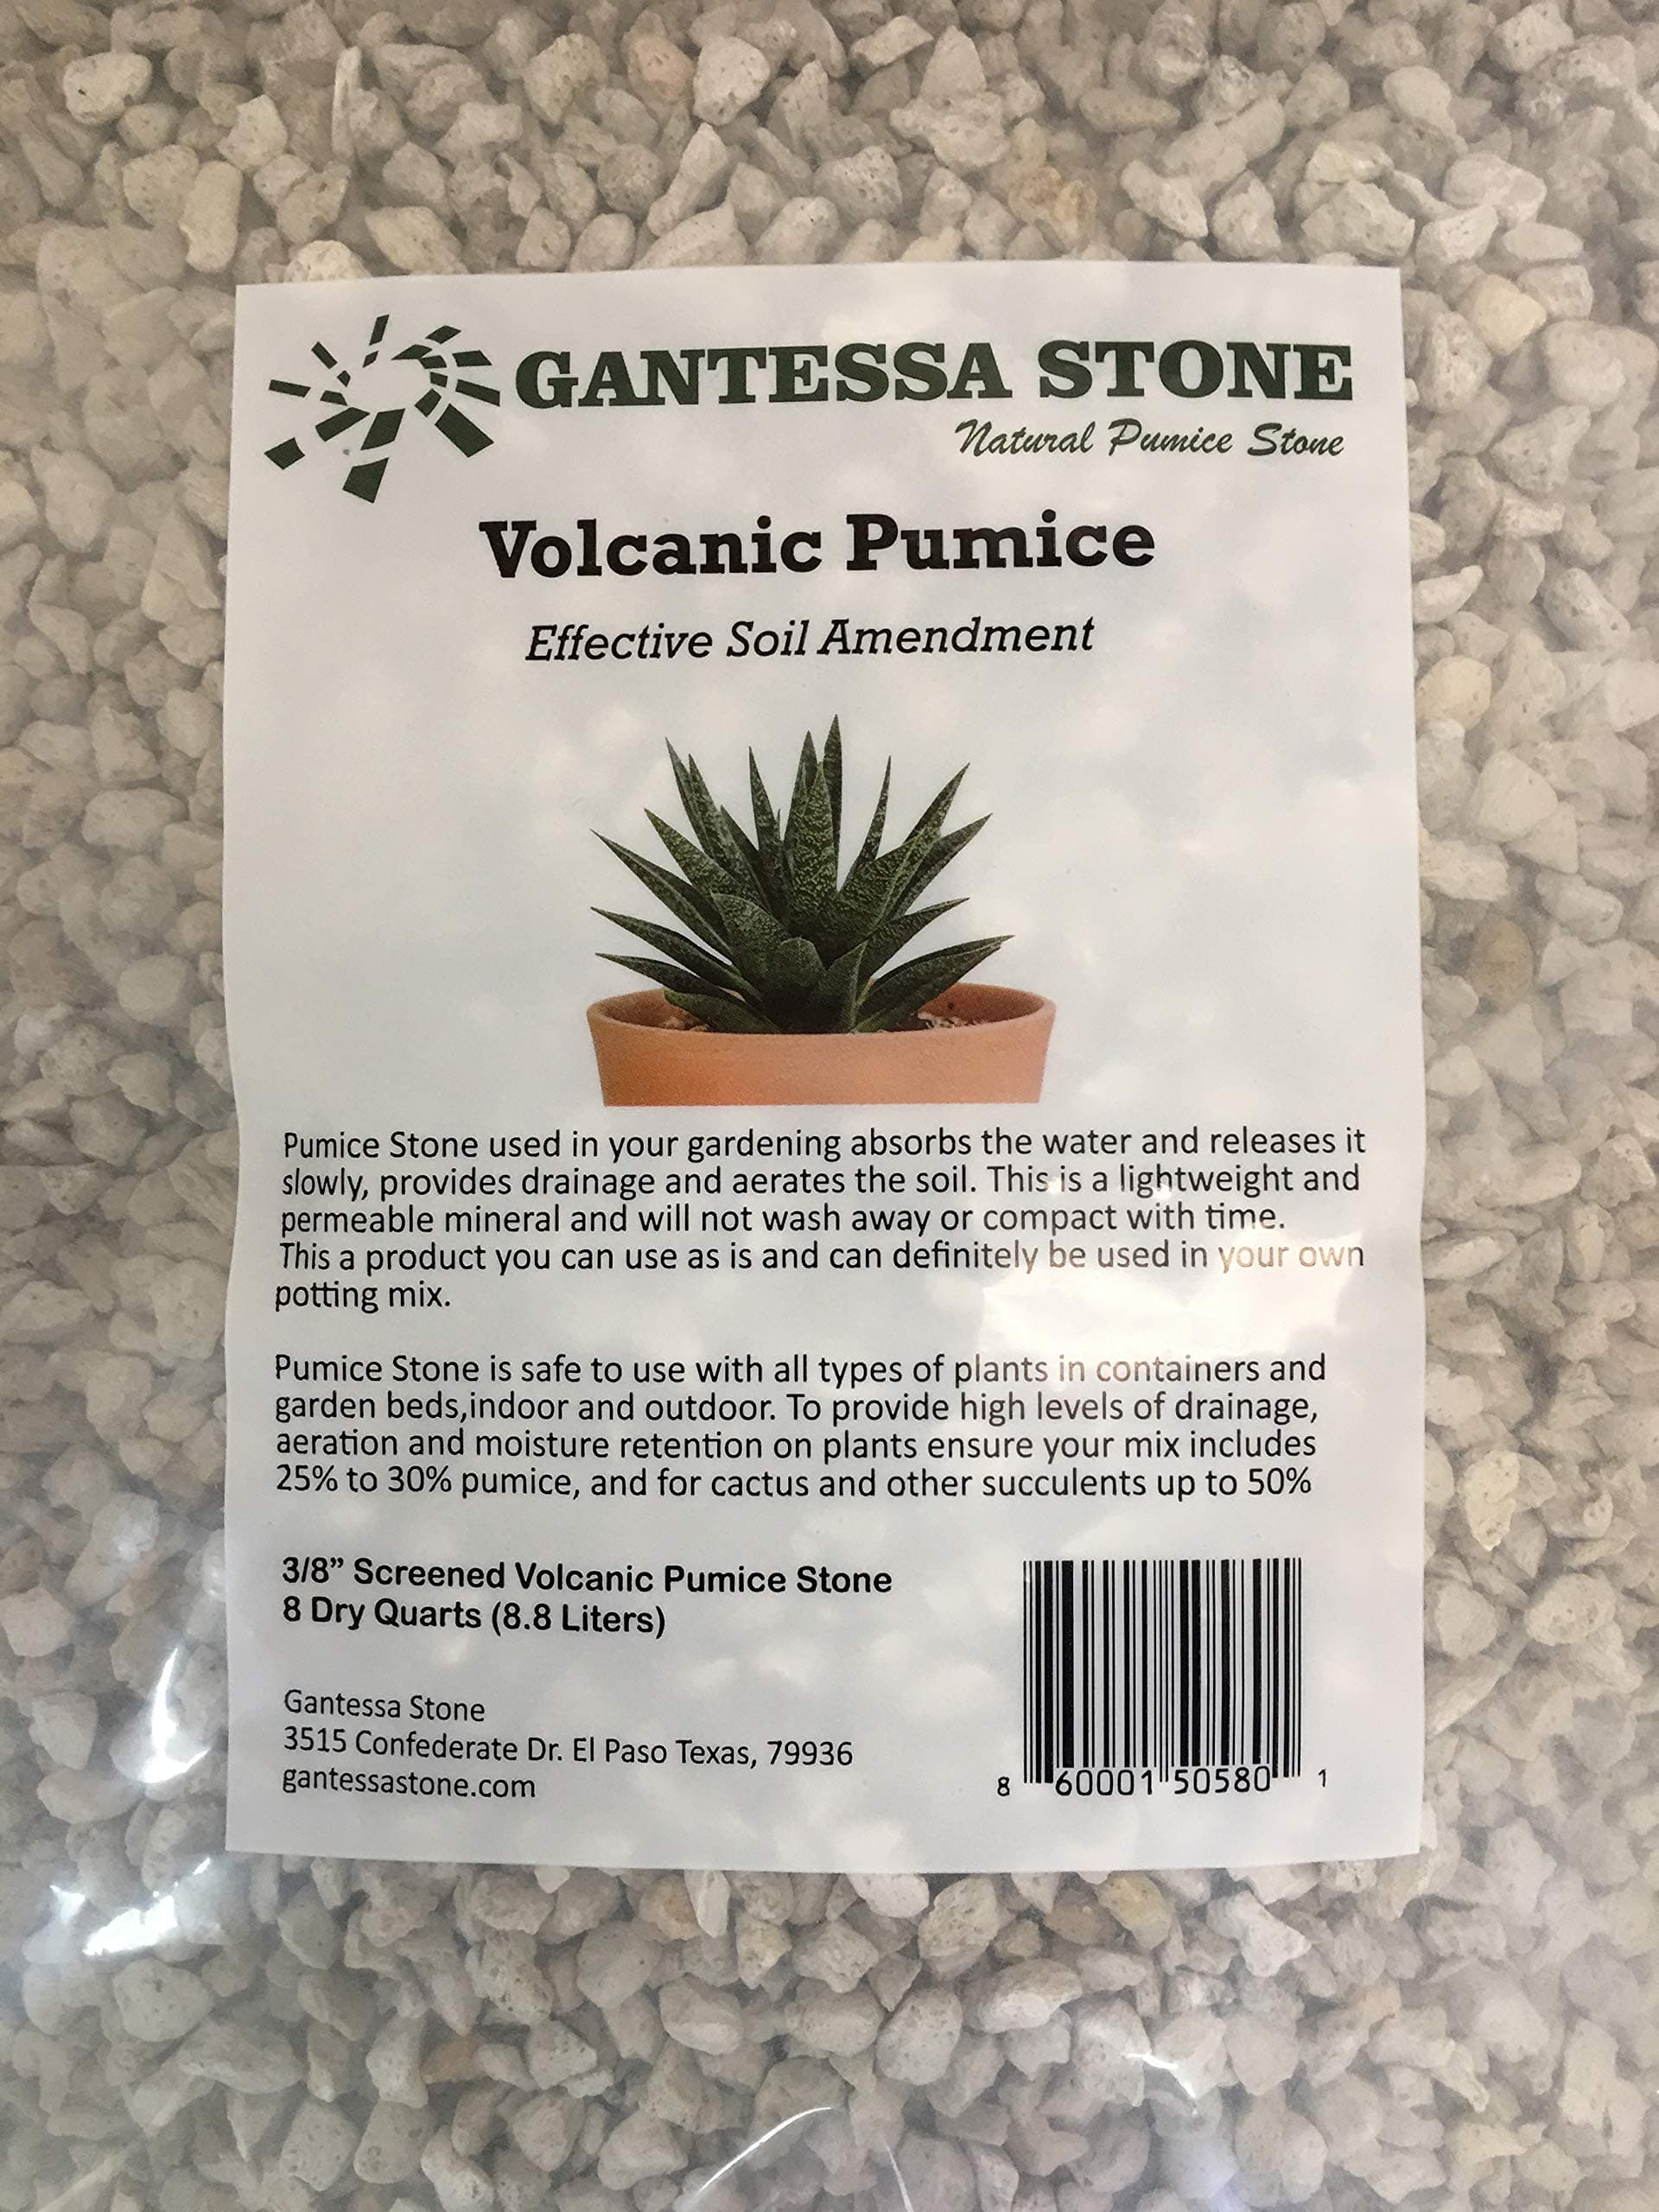 GANTESSA STONE
Natural Pumice Stone
Volcanic Pumice
Effective Soil Amendment
Pumice Stone used in your gardening absorbs the water and releases it
slowly, provides drainage and aerates the soil. This is a lightweight and
permeable mineral and will not wash away or compact with time.
This a product you can use as is and can definitely be used in your own
potting mix.
Pumice Stone is safe to use with all types of plants in containers and
garden beds,indoor and outdoor. To provide high levels of drainage,
aeration and moisture retention on plants ensure your mix includes
25% to 30% pumice, and for cactus and other succulents up to 50%
3/8” Screened Volcanic Pumice Stone
8 Dry Quarts (8.8 Liters)
Gantessa Stone
3515 Confederate Dr. El Paso Texas, 79936
gantessastone.com
8 60001 50580 1